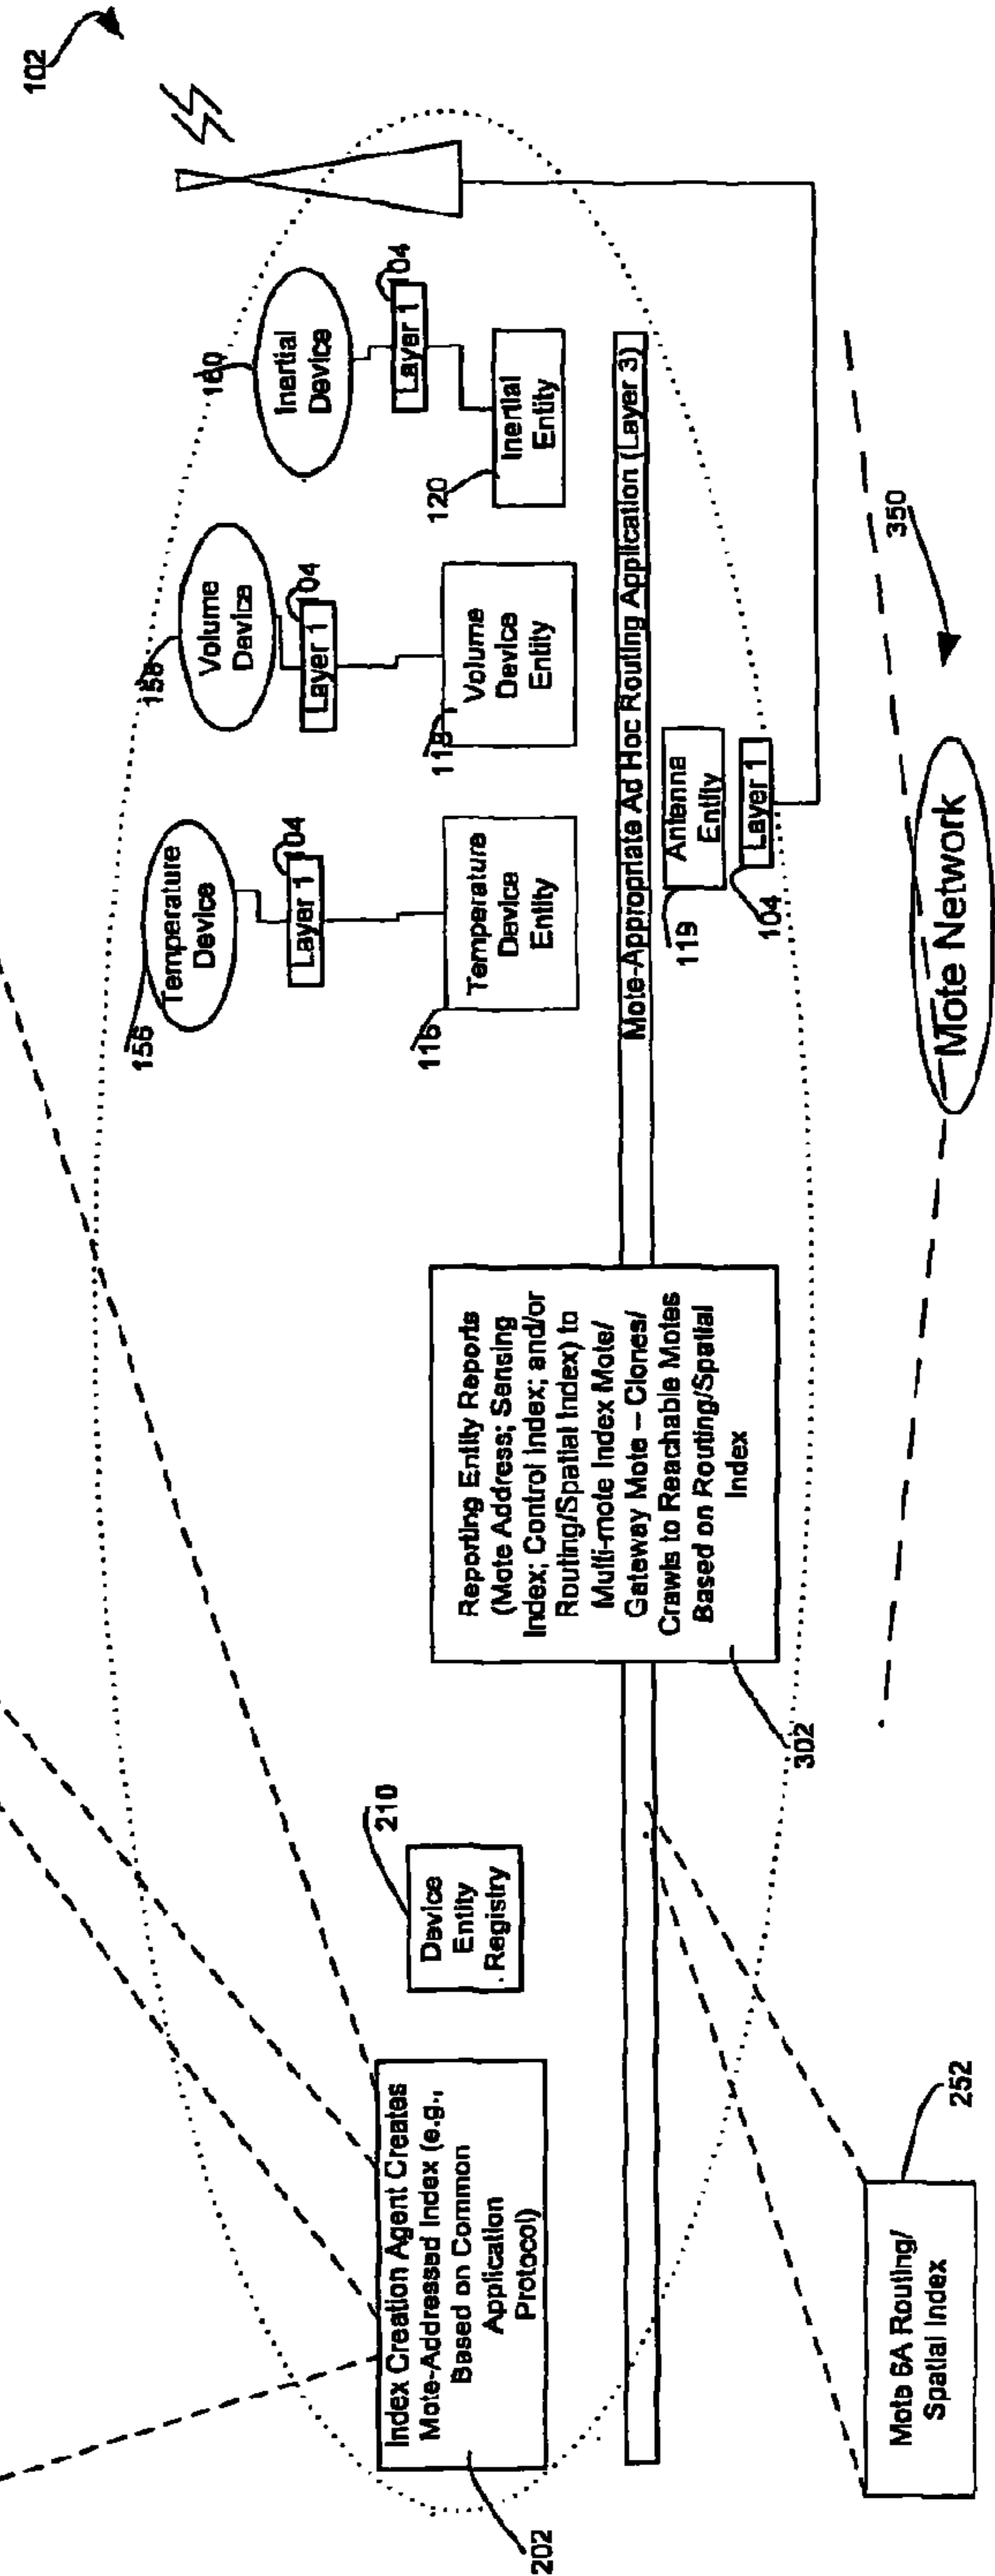 102
160
Inertial
Device
Layer 1
104
120
Inertial
Entity
158
Volume
Device
Layer 1
104
118
Volume
Device
Entity
156
Temperature
Device
Layer 1
104
116
Temperature
Device
Entity
Mote-Appropriate Ad Hoc Routing Application (Layer 3)
119
Antenna
Entity
Layer 1
104
350
Mote Network
Reporting Entity Reports
(Mote Address; Sensing
Index; Control Index; and/or
Routing/Spatial Index) to
Multi-mote Index Mote/
Gateway Mote – Clones/
Crawls to Reachable Motes
Based on Routing/Spatial
Index
302
210
Device
Entity
Registry
Index Creation Agent Creates
Mote-Addressed Index (e.g.,
Based on Common
Application
Protocol)
202
252
Mote 6A Routing/
Spatial Index